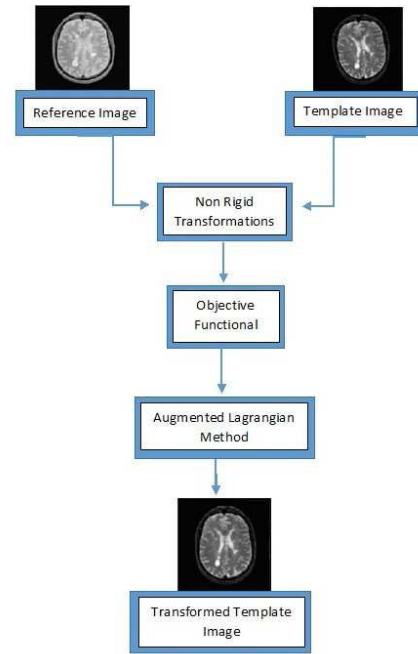 Reference Image
Template Image
Non Rigid
Transformations
Objective
Functional
Augmented Lagrangian
Method
Transformed Template
Image